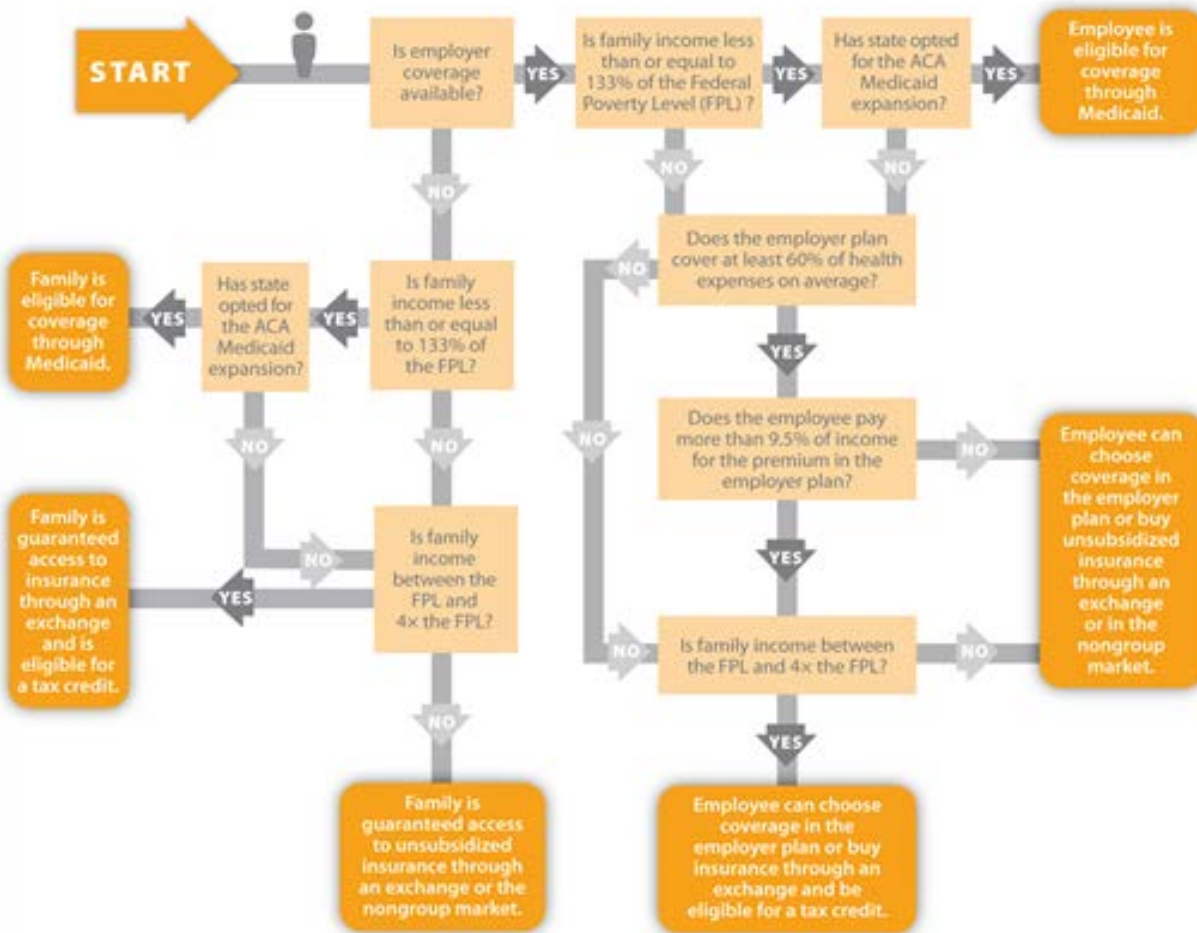 START
Is employer
coverage
available?
YES
Is family income less
than or equal to
133% of the Federal
Poverty Level (FPL) ?
YES
Has state opted
for the ACA
Medicaid
expansion?
YES
Employee is
eligible for
coverage
through
Medicaid.
NO
NO
NO
Does the employer plan
cover at least 60% of health
expenses on average?
NO
YES
Family is
eligible for
coverage
through
Medicaid.
YES
Has state
opted for
the ACA
Medicaid
expansion?
YES
Is family
income less
than or equal
to 133% of
the FPL?
NO
NO
NO
Does the employee pay
more than 9.5% of income
for the premium in the
employer plan?
NO
Employee can
choose
coverage in
the employer
plan or buy
unsubsidized
insurance
through an
exchange
or in the
nongroup
market.
Family is
guaranteed
access to
insurance
through an
exchange
and is
eligible for
a tax credit.
YES
NO
Is family
income
between the
FPL and
4× the FPL?
YES
NO
Is family income between
the FPL and 4× the FPL?
NO
NO
YES
Family is
guaranteed access
to unsubsidized
insurance through
an exchange or the
nongroup market.
Employee can choose
coverage in the
employer plan or buy
insurance through an
exchange and be
eligible for a tax credit.